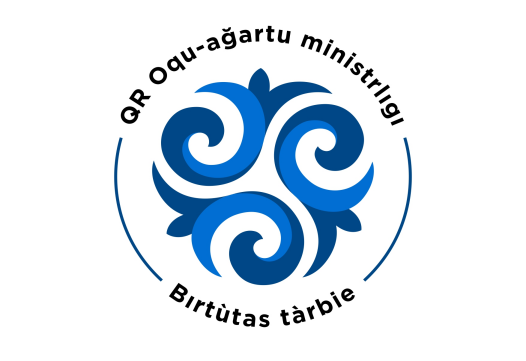 QR Oqu-ağartu ministrlıgı
Bırtùtas tàrbie